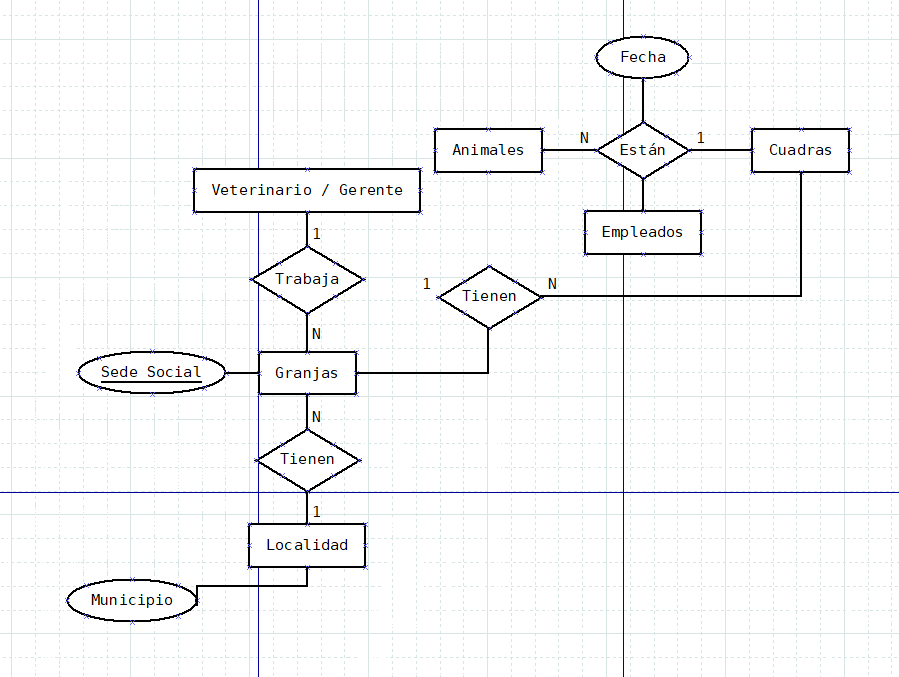 Fecha
N
1
Animales
Están
Cuadras
Veterinario / Gerente
Empleados
1
Trabaja
1
N
Tienen
N
Sede Social
Granjas
N
Tienen
1
Localidad
Municipio